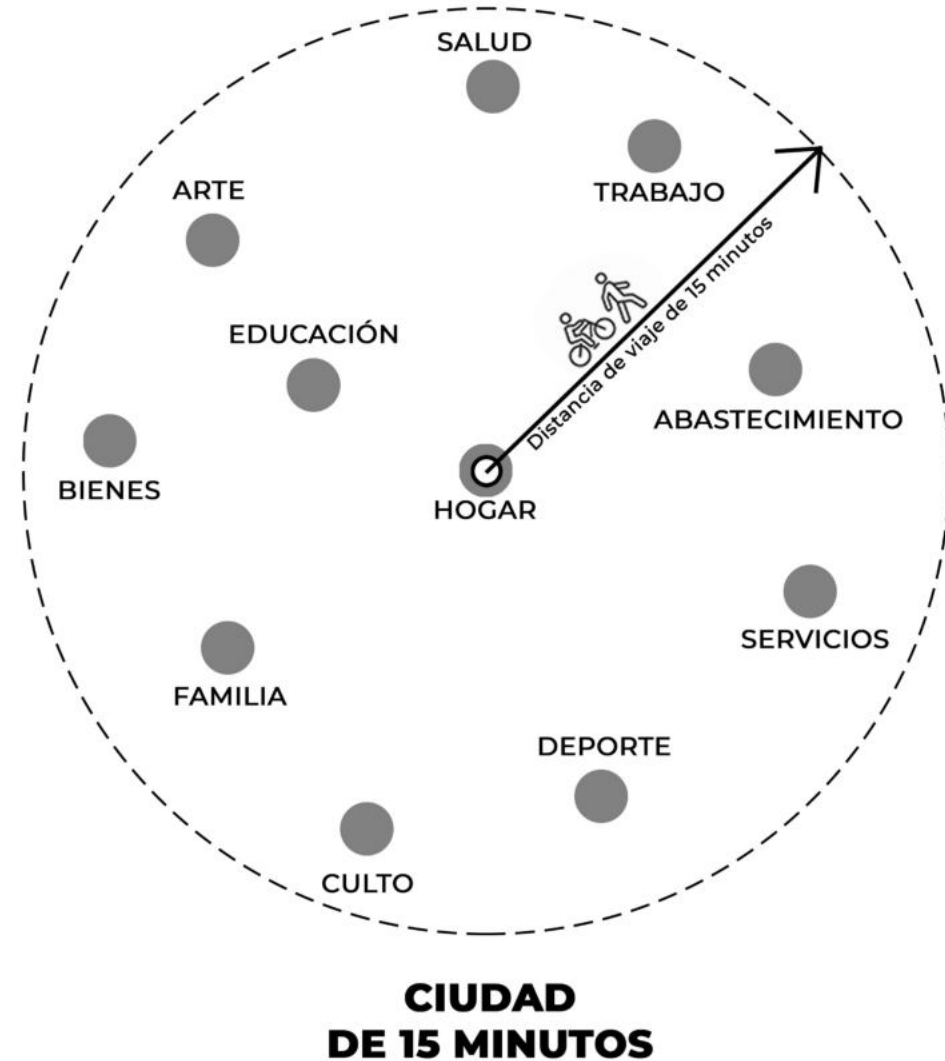 SALUD
TRABAJO
ARTE
Distancia de viaje de 15 minutos
EDUCACIÓN
ABASTECIMIENTO
BIENES
HOGAR
SERVICIOS
FAMILIA
DEPORTE
CULTO
CIUDAD
DE 15 MINUTOS